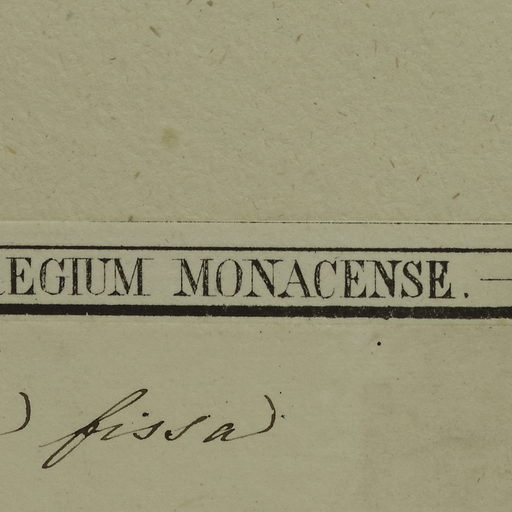 EGIUM MONACENSE. —
) fissa)